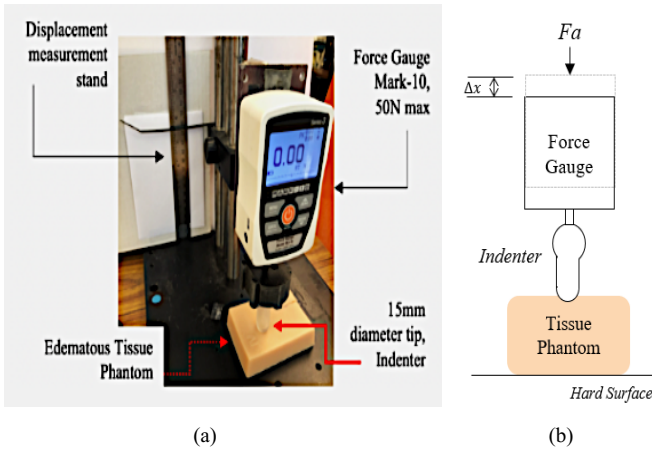 Displacement
measurement
stand
Force Gauge
Mark-10,
50N max
0.00
15mm
diameter tip,
Indenter
Edematous Tissue
Phantom
(a)
Fa
Δx
Force
Gauge
Indenter
Tissue
Phantom
Hard Surface
(b)